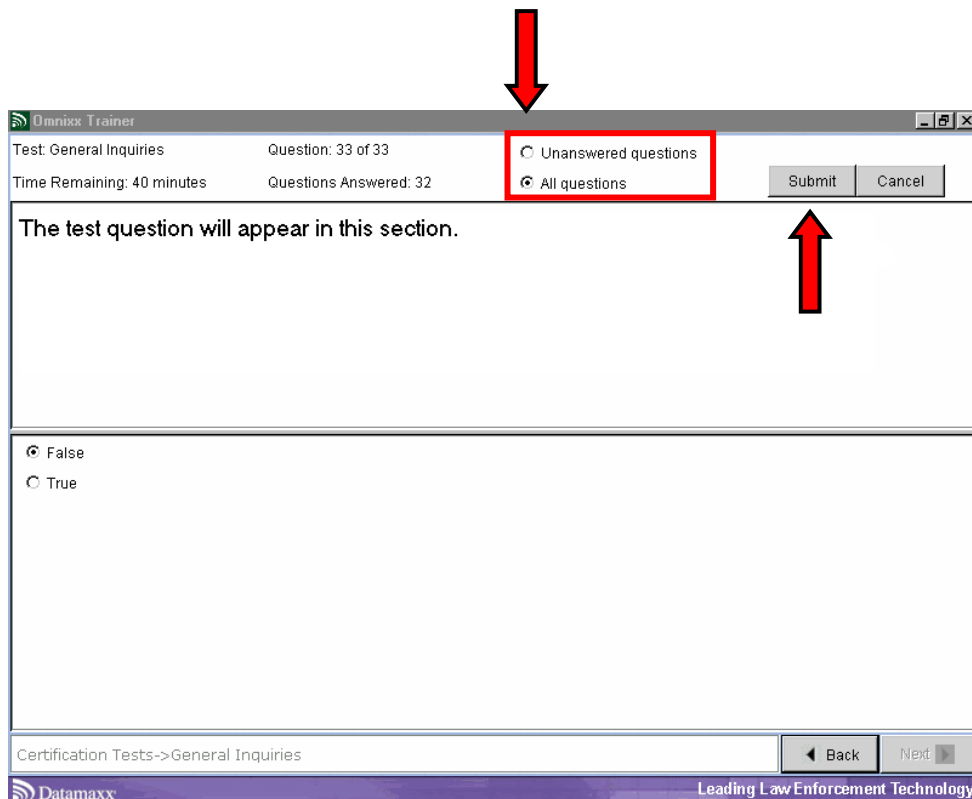 Omnixx Trainer
Test: General Inquiries Question: 33 of 33 Unanswered questions
Time Remaining: 40 minutes Questions Answered: 32 All questions Submit Cancel
The test question will appear in this section.
False
True
Certification Tests->General Inquiries Back Next
Datamaxx Leading Law Enforcement Technology